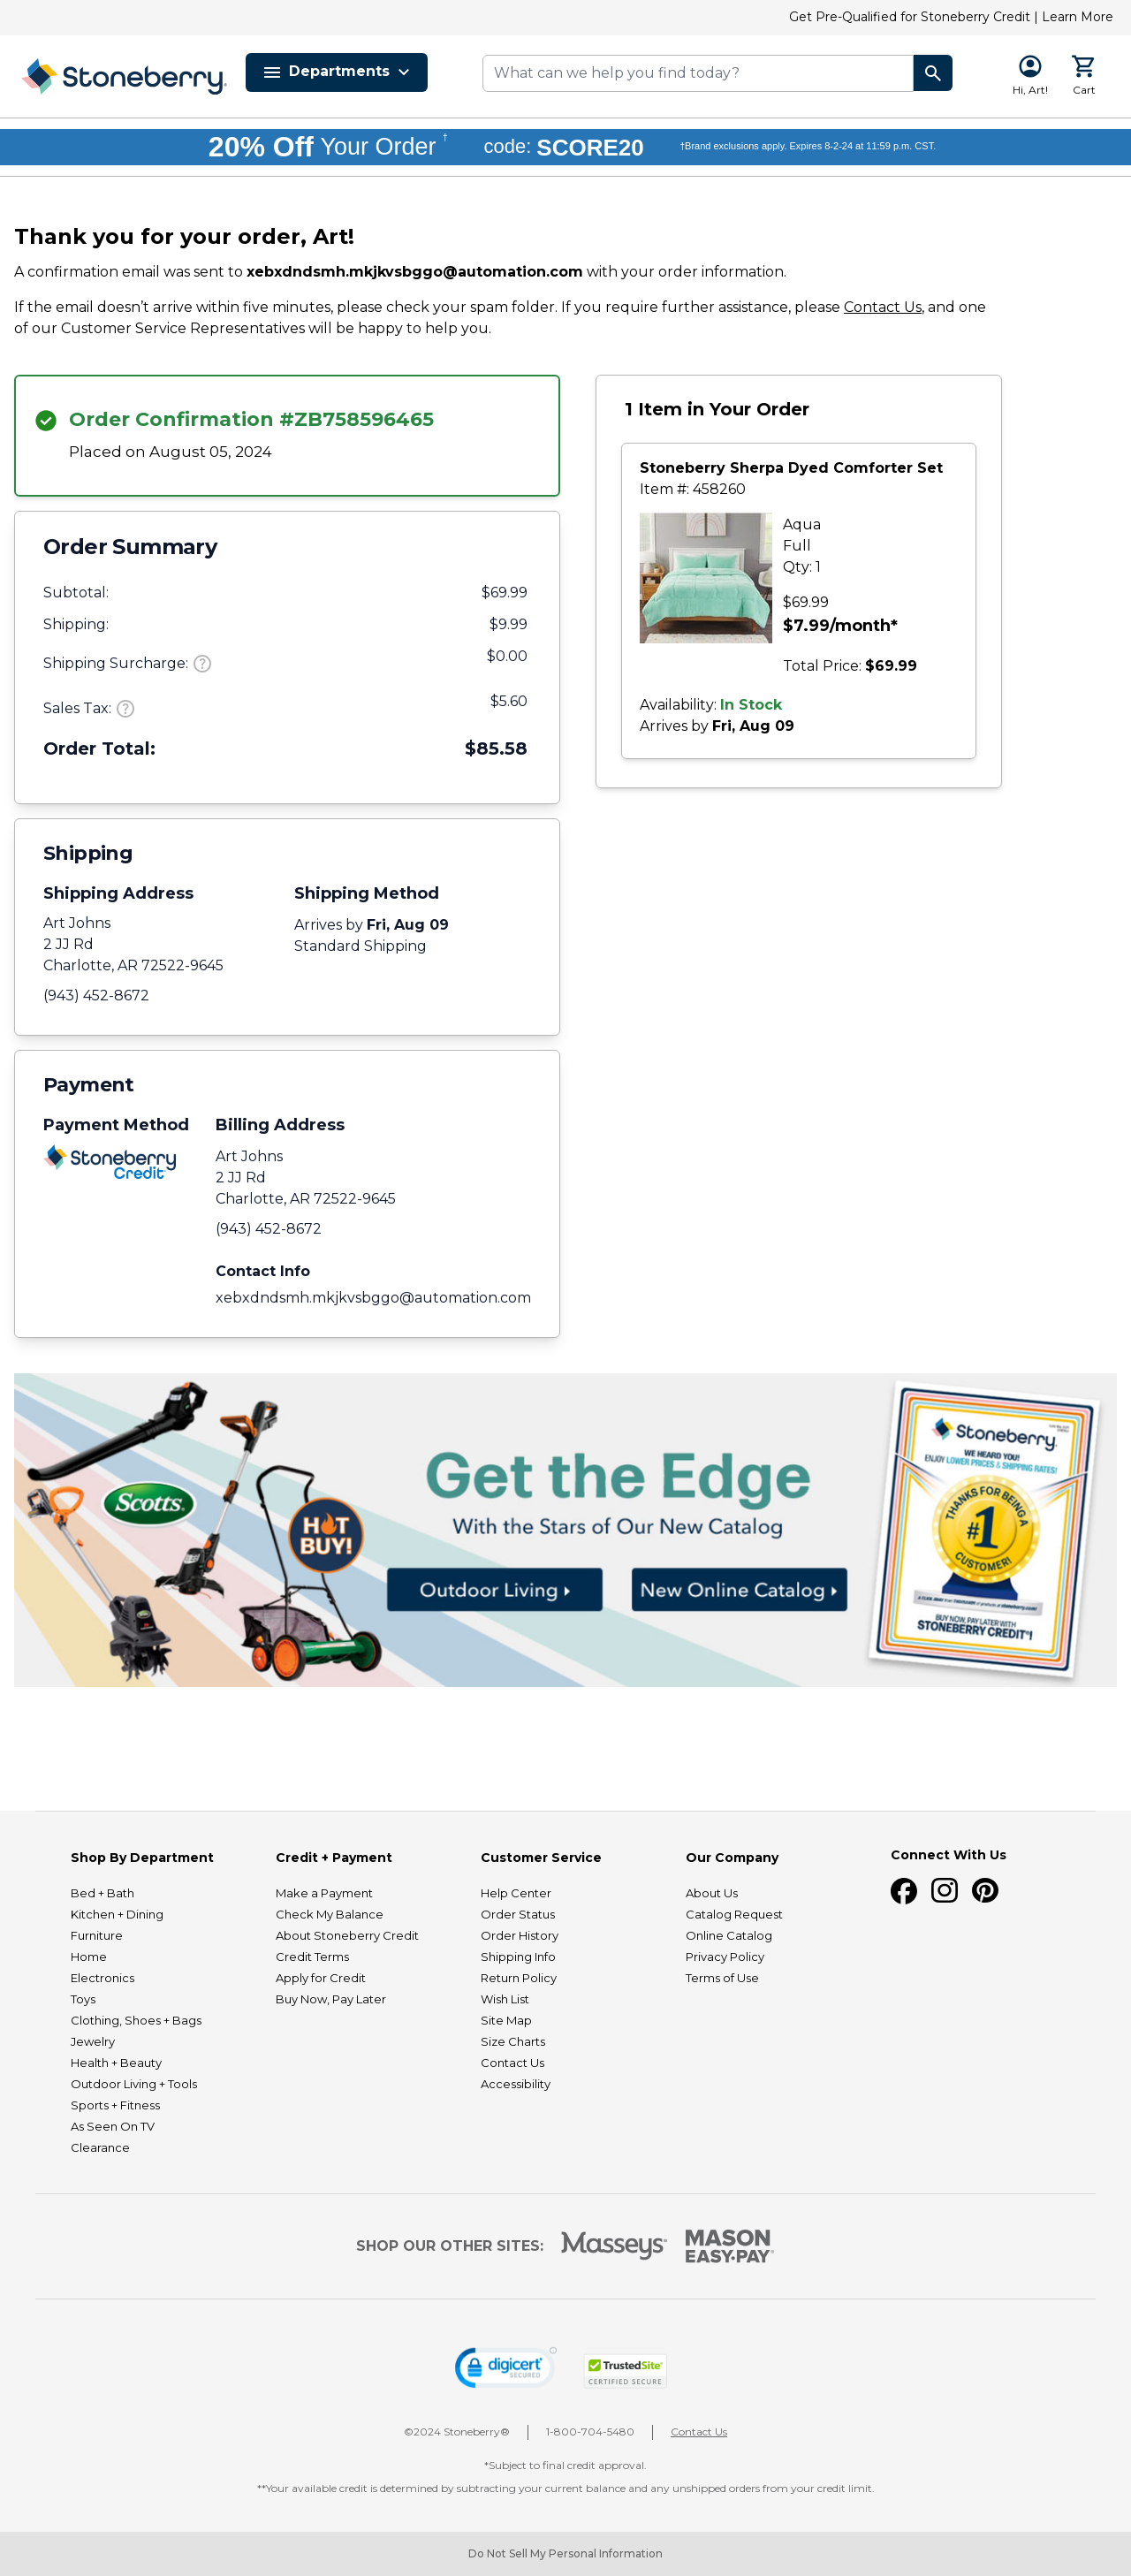 Get Pre-Qualified for Stoneberry Credit | Learn More
Stoneberry
Departments
What can we help you find today?
Hi, Art!
Cart
20% Off Your Order † code: SCORE20 †Brand exclusions apply. Expires 8-2-24 at 11:59 p.m. CST.
Thank you for your order, Art!
A confirmation email was sent to xebxdndsmh.mkjkvsbggo@automation.com with your order information.
If the email doesn’t arrive within five minutes, please check your spam folder. If you require further assistance, please Contact Us, and one
of our Customer Service Representatives will be happy to help you.
Order Confirmation #ZB758596465
Placed on August 05, 2024
Order Summary
Subtotal: $69.99
Shipping: $9.99
Shipping Surcharge: ? $0.00
Sales Tax: ? $5.60
Order Total: $85.58
Shipping
Shipping Address
Art Johns
2 JJ Rd
Charlotte, AR 72522-9645
(943) 452-8672
Shipping Method
Arrives by Fri, Aug 09
Standard Shipping
Payment
Payment Method
Stoneberry
Credit
Billing Address
Art Johns
2 JJ Rd
Charlotte, AR 72522-9645
(943) 452-8672
Contact Info
xebxdndsmh.mkjkvsbggo@automation.com
1 Item in Your Order
Stoneberry Sherpa Dyed Comforter Set
Item #: 458260
Aqua
Full
Qty: 1
$69.99
$7.99/month*
Total Price: $69.99
Availability: In Stock
Arrives by Fri, Aug 09
Scotts
HOT
BUY!
Get the Edge
With the Stars of Our New Catalog
Outdoor Living
New Online Catalog
Stoneberry
WE HEARD YOU!
ENJOY LOWER PRICES & SHIPPING RATES!
THANKS FOR BEING A
#1
CUSTOMER!
BUY NOW, PAY LATER WITH
STONEBERRY CREDIT!
Shop By Department
Bed + Bath
Kitchen + Dining
Furniture
Home
Electronics
Toys
Clothing, Shoes + Bags
Jewelry
Health + Beauty
Outdoor Living + Tools
Sports + Fitness
As Seen On TV
Clearance
Credit + Payment
Make a Payment
Check My Balance
About Stoneberry Credit
Credit Terms
Apply for Credit
Buy Now, Pay Later
Customer Service
Help Center
Order Status
Order History
Shipping Info
Return Policy
Wish List
Site Map
Size Charts
Contact Us
Accessibility
Our Company
About Us
Catalog Request
Online Catalog
Privacy Policy
Terms of Use
Connect With Us
SHOP OUR OTHER SITES:
Masseys
MASON
EASY·PAY
digicert
SECURED
TrustedSite
CERTIFIED SECURE
©2024 Stoneberry® | 1-800-704-5480 | Contact Us
*Subject to final credit approval.
**Your available credit is determined by subtracting your current balance and any unshipped orders from your credit limit.
Do Not Sell My Personal Information